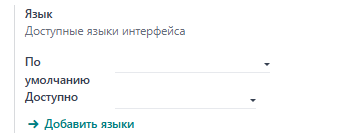 Язык
Доступные языки интерфейса
По
умолчанию
Доступно
→ Добавить языки